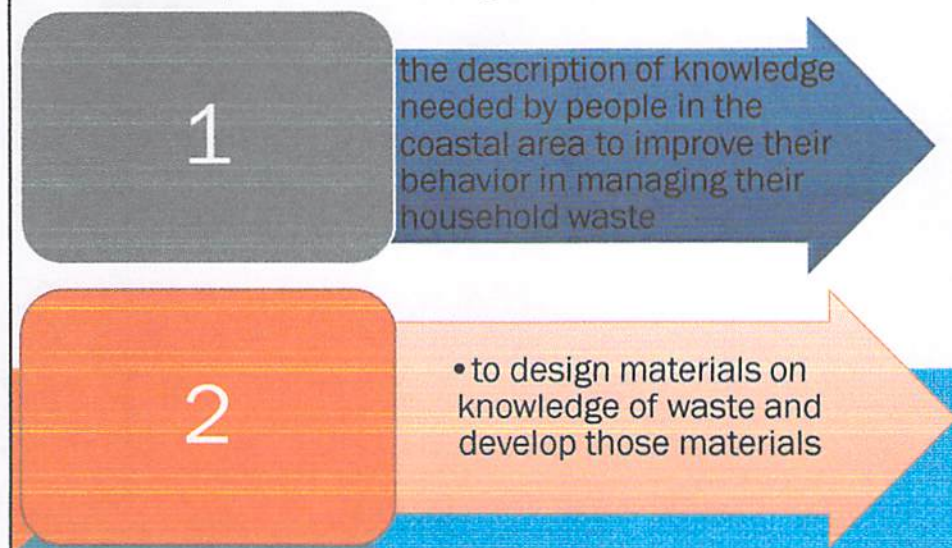 1
the description of knowledge
needed by people in the
coastal area to improve their
behavior in managing their
household waste
2
• to design materials on
knowledge of waste and
develop those materials